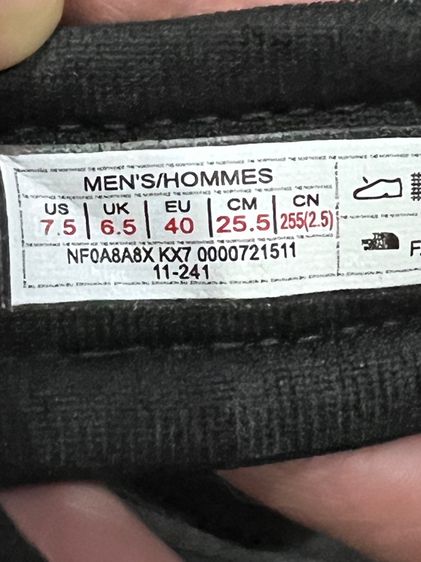 MEN'S/HOMMES
US UK EU CM CN
7.5 6.5 40 25.5 255(2.5)
NF0A8A8X KX7 0000721511
11-241